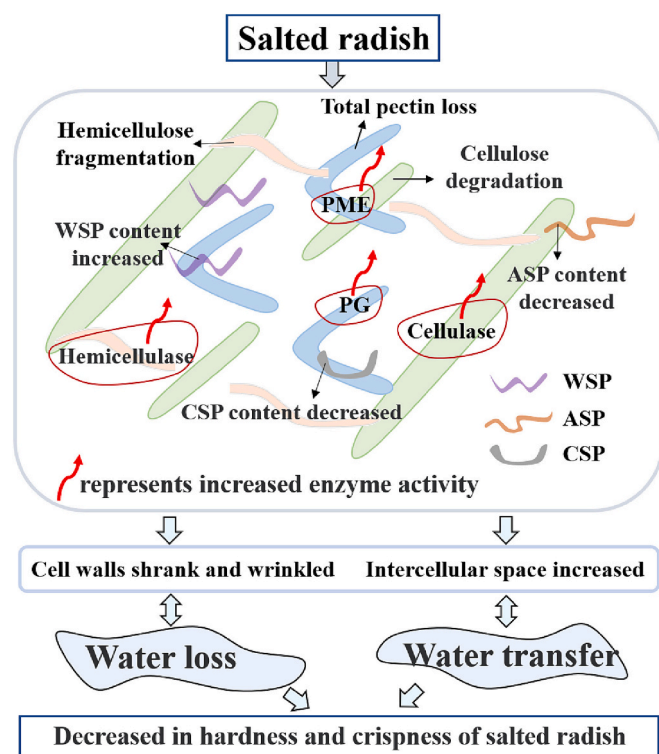 Salted radish
Total pectin loss
Hemicellulose
fragmentation
Cellulose
degradation
PME
WSP content
increased
ASP content
decreased
PG
Hemicellulase
Cellulase
WSP
CSP content decreased
ASP
CSP
represents increased enzyme activity
Cell walls shrank and wrinkled
Intercellular space increased
Water loss
Water transfer
Decreased in hardness and crispness of salted radish